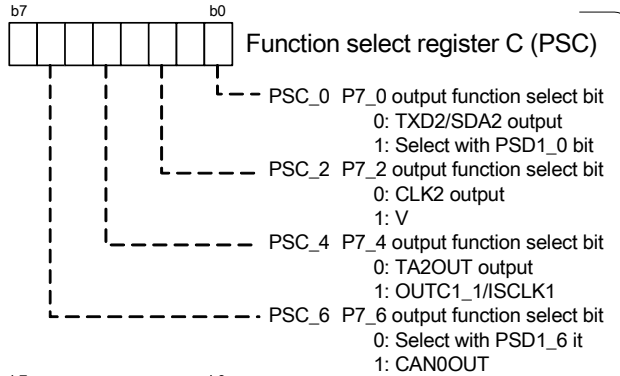 b7 b0
Function select register C (PSC)
PSC_0 P7_0 output function select bit
0: TXD2/SDA2 output
1: Select with PSD1_0 bit
PSC_2 P7_2 output function select bit
0: CLK2 output
1: V
PSC_4 P7_4 output function select bit
0: TA2OUT output
1: OUTC1_1/ISCLK1
PSC_6 P7_6 output function select bit
0: Select with PSD1_6 it
1: CAN0OUT